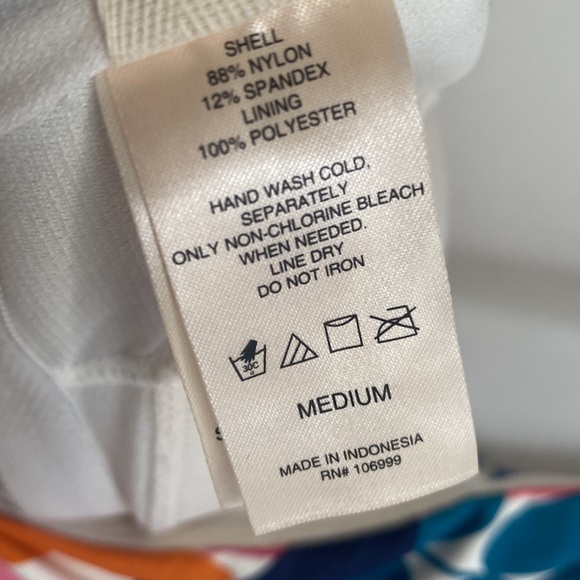 SHELL
88% NYLON
12% SPANDEX
LINING
100% POLYESTER
HAND WASH COLD,
SEPARATELY
ONLY NON-CHLORINE BLEACH
WHEN NEEDED.
LINE DRY
DO NOT IRON
30C
MEDIUM
MADE IN INDONESIA
RN# 106999